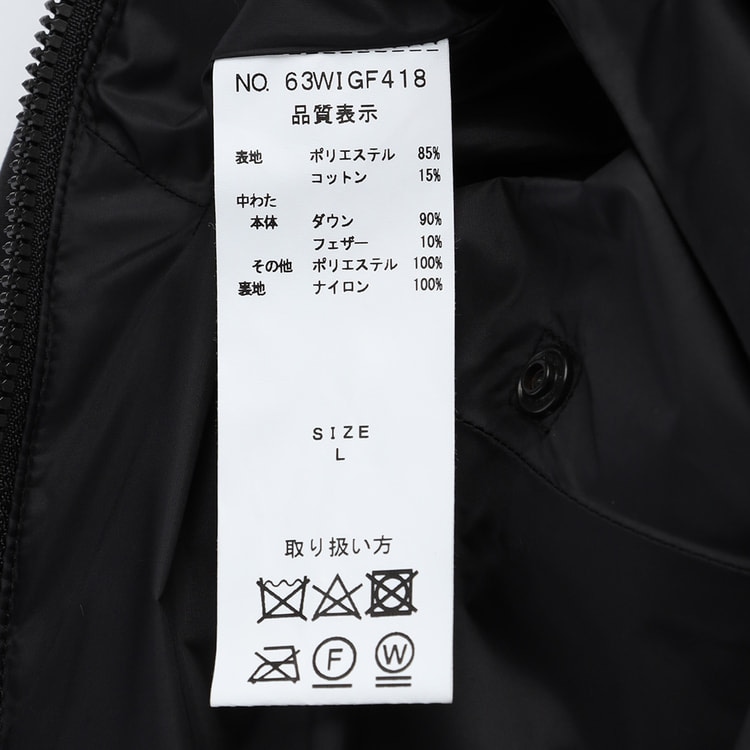 NO. 63WIGF418
品質表示
表地 ポリエステル 85%
コットン 15%
中わた
本体 ダウン 90%
フェザー 10%
その他 ポリエステル 100%
裏地 ナイロン 100%
SIZE
L
取り扱い方
F W